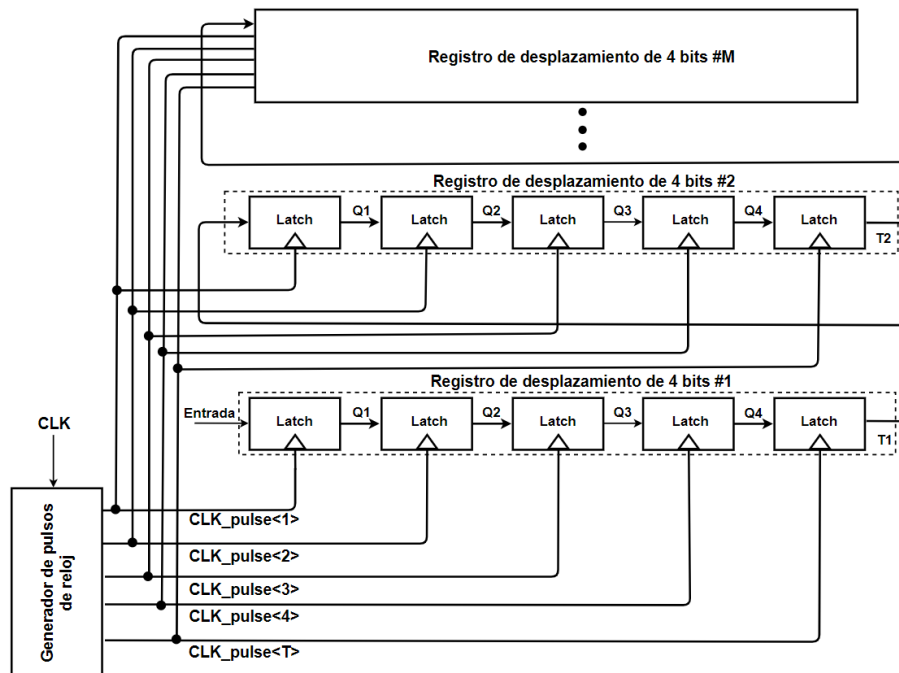 Registro de desplazamiento de 4 bits #M
Registro de desplazamiento de 4 bits #2
Latch
Q1
Latch
Q2
Latch
Q3
Latch
Q4
Latch
T2
Registro de desplazamiento de 4 bits #1
Entrada
Latch
Q1
Latch
Q2
Latch
Q3
Latch
Q4
Latch
T1
CLK
Generador de pulsos
de reloj
CLK_pulse<1>
CLK_pulse<2>
CLK_pulse<3>
CLK_pulse<4>
CLK_pulse<T>